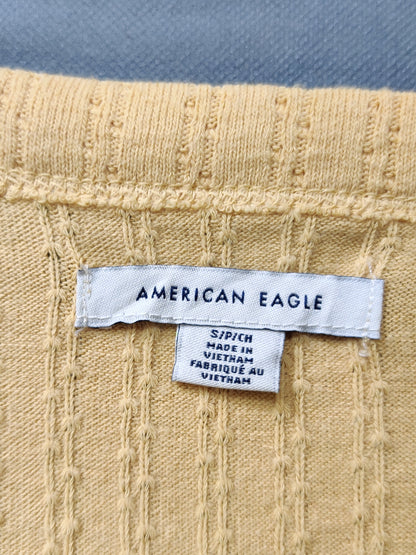 AMERICAN EAGLE
S/P/CH
MADE IN
VIETNAM
FABRIQUÉ AU
VIETNAM